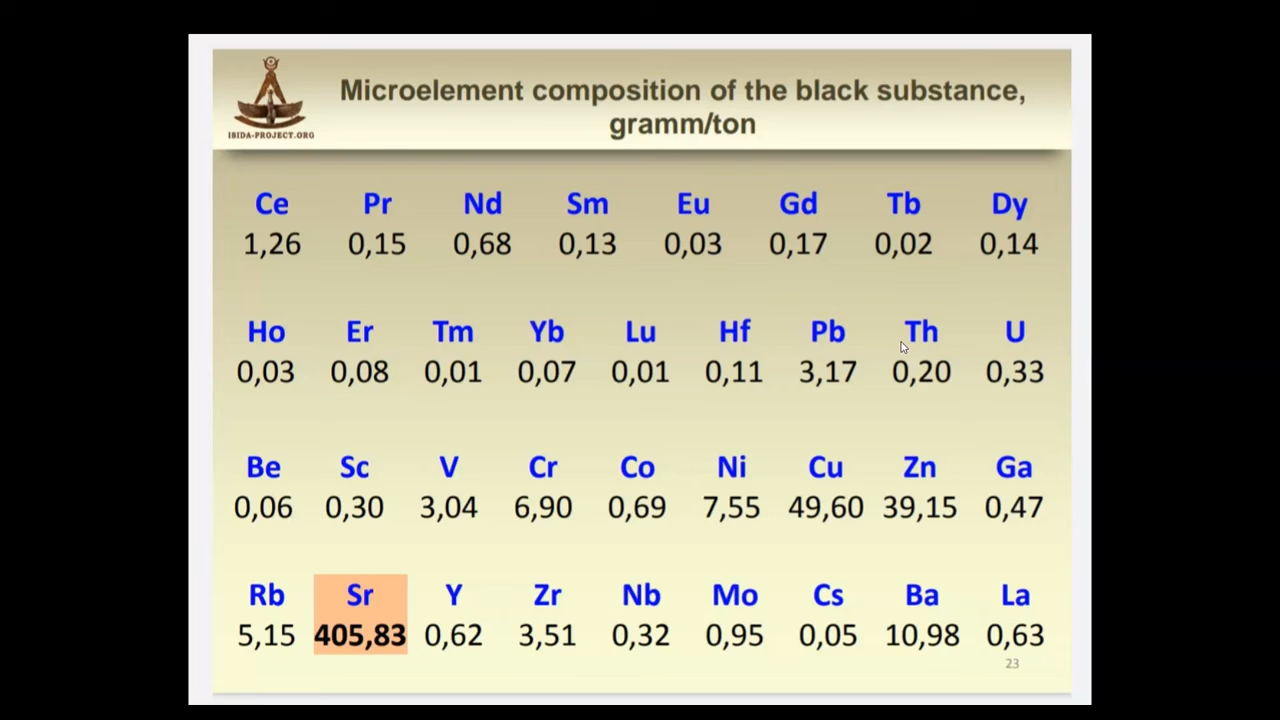 Microelement composition of the black substance,
gramm/ton
IBIDA-PROJECT.ORG
Ce Pr Nd Sm Eu Gd Tb Dy
1,26 0,15 0,68 0,13 0,03 0,17 0,02 0,14
Ho Er Tm Yb Lu Hf Pb Th U
0,03 0,08 0,01 0,07 0,01 0,11 3,17 0,20 0,33
Be Sc V Cr Co Ni Cu Zn Ga
0,06 0,30 3,04 6,90 0,69 7,55 49,60 39,15 0,47
Rb Sr Y Zr Nb Mo Cs Ba La
5,15 405,83 0,62 3,51 0,32 0,95 0,05 10,98 0,63
23